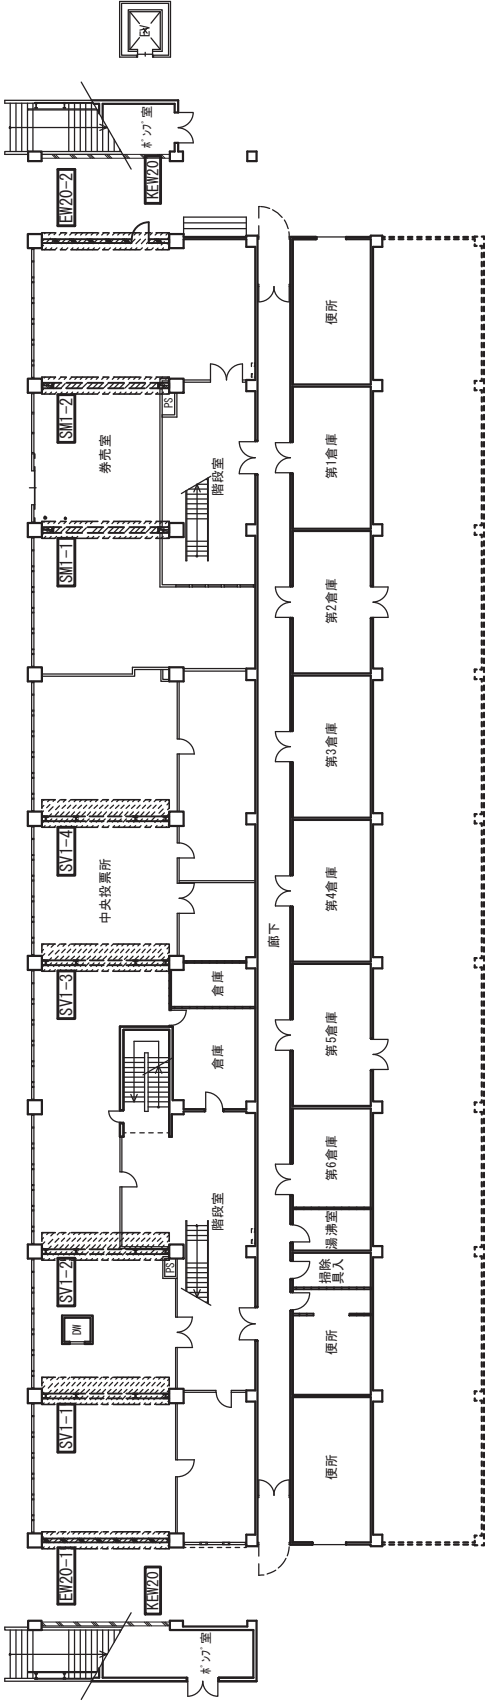 EV
ﾎﾟﾝﾌﾟ室
EW20-2
KEW20
便所
SM1-2
券売室
PS
階段室
第1倉庫
SM1-1
第2倉庫
第3倉庫
SV1-4
中央投票所
第4倉庫
廊下
SV1-3
倉庫
倉庫
第5倉庫
階段室
第6倉庫
湯沸室
SV1-2
PS
掃除
具入
DW
便所
SV1-1
便所
EW20-1
KEW20
ﾎﾟﾝﾌﾟ室